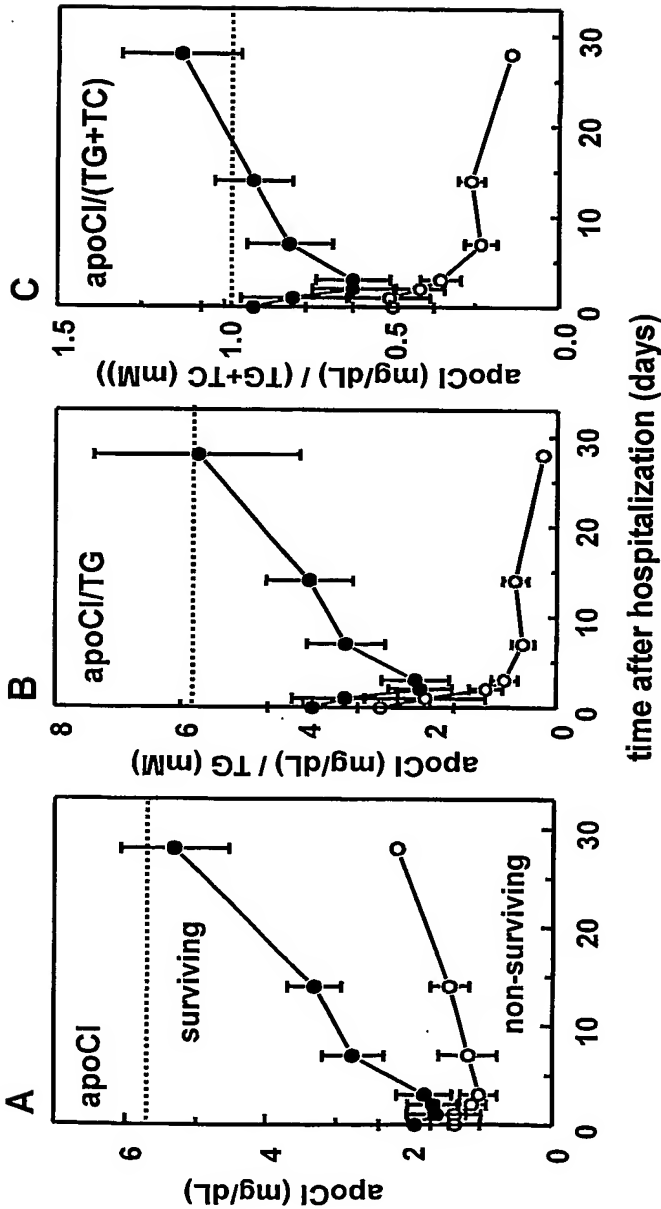 A
apoCI
surviving
non-surviving
apoCI (mg/dL)
0
2
4
6
0
10
20
30
B
apoCI/TG
apoCI (mg/dL) / TG (mM)
0
2
4
6
8
0
10
20
30
C
apoCI/(TG+TC)
apoCI (mg/dL) / (TG+TC (mM))
0.0
0.5
1.0
1.5
0
10
20
30
time after hospitalization (days)